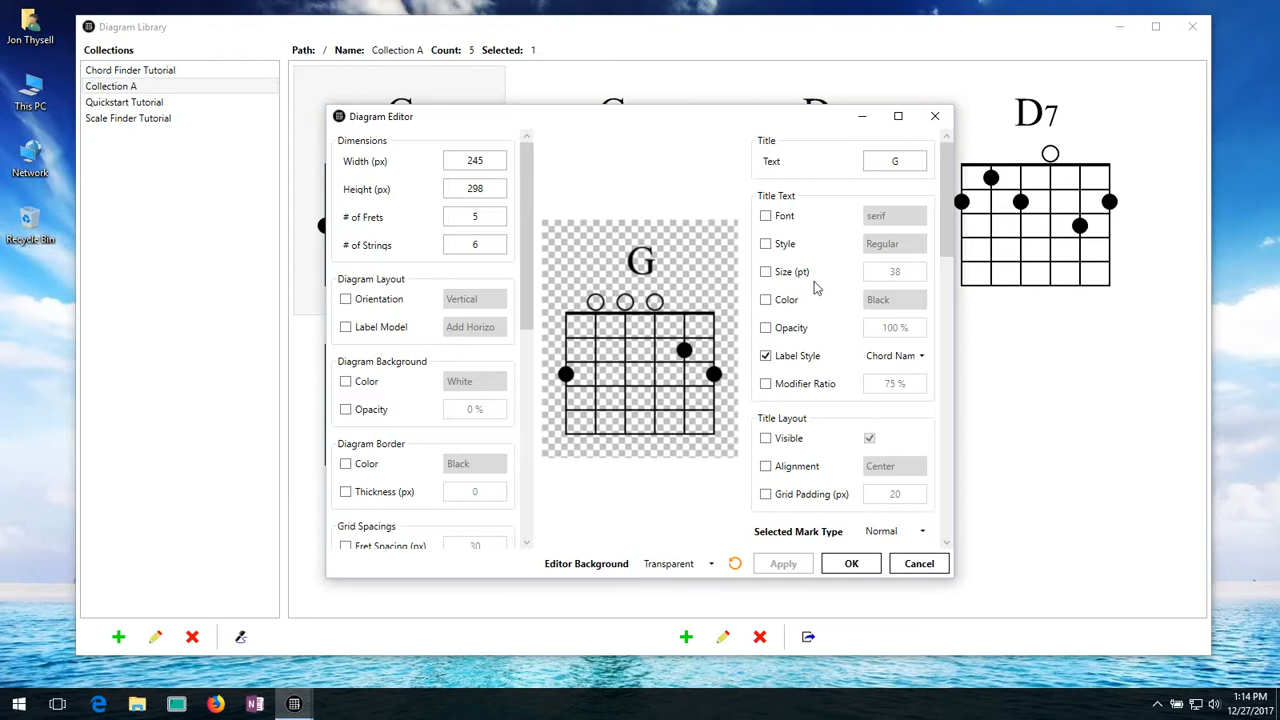 Jon Thysell
This PC
Network
Recycle Bin
Diagram Library
Collections
Chord Finder Tutorial
Collection A
Quickstart Tutorial
Scale Finder Tutorial
Path: / Name: Collection A Count: 5 Selected: 1
D7
Diagram Editor
Dimensions
Width (px) 245
Height (px) 298
# of Frets 5
# of Strings 6
Diagram Layout
Orientation Vertical
Label Model Add Horizo
Diagram Background
Color White
Opacity 0 %
Diagram Border
Color Black
Thickness (px) 0
Grid Spacings
Fret Spacing (px) 30
G
Title
Text G
Title Text
Font serif
Style Regular
Size (pt) 38
Color Black
Opacity 100 %
Label Style Chord Nam
Modifier Ratio 75 %
Title Layout
Visible
Alignment Center
Grid Padding (px) 20
Selected Mark Type Normal
Editor Background Transparent
Apply OK Cancel
1:14 PM
12/27/2017